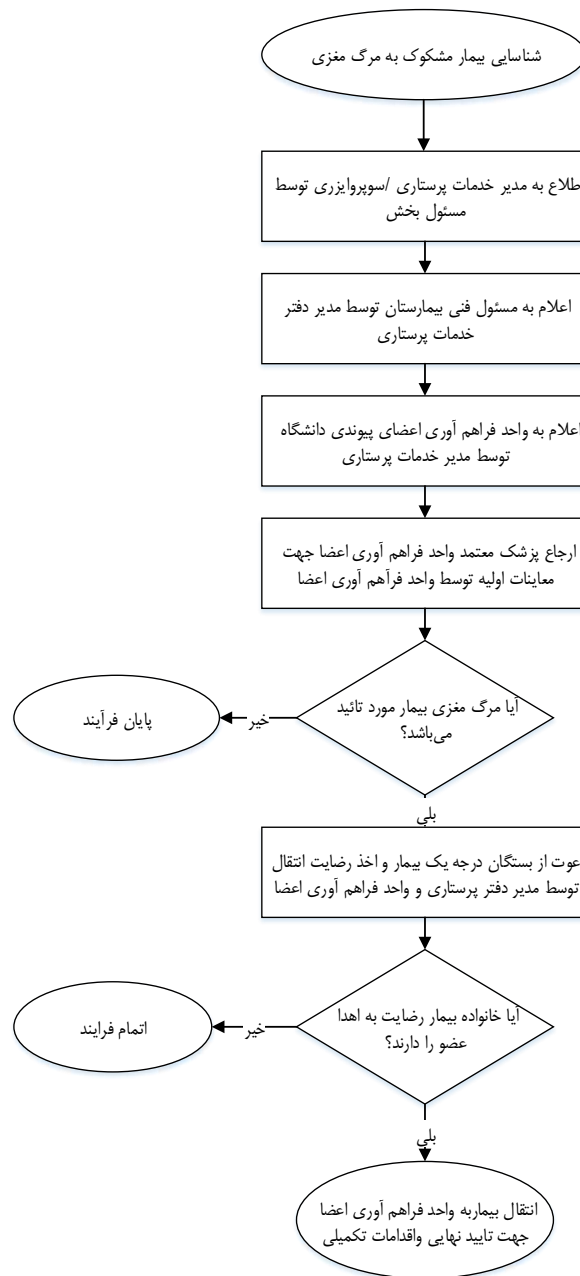 شناسایی بیمار مشکوک به مرگ مغزی
طلاع به مدیر خدمات پرستاری /سوپروایزری توسط
مسئول بخش
اعلام به مسئول فنی بیمارستان توسط مدیر دفتر
خدمات پرستاری
اعلام به واحد فراهم آوری اعضای پیوندی دانشگاه
توسط مدیر خدمات پرستاری
ارجاع پزشک معتمد واحد فراهم آوری اعضا جهت
معاینات اولیه توسط واحد فرآهم آوری اعضا
آیا مرگ مغزی بیمار مورد تائید
می‌باشد؟
خیر
پایان فرآیند
بلی
عوت از بستگان درجه یک بیمار و اخذ رضایت انتقال
توسط مدیر دفتر پرستاری و واحد فراهم آوری اعضا
آیا خانواده بیمار رضایت به اهدا
عضو را دارند؟
خیر
اتمام فرایند
بلی
انتقال بیماربه واحد فراهم آوری اعضا
جهت تایید نهایی واقدامات تکمیلی